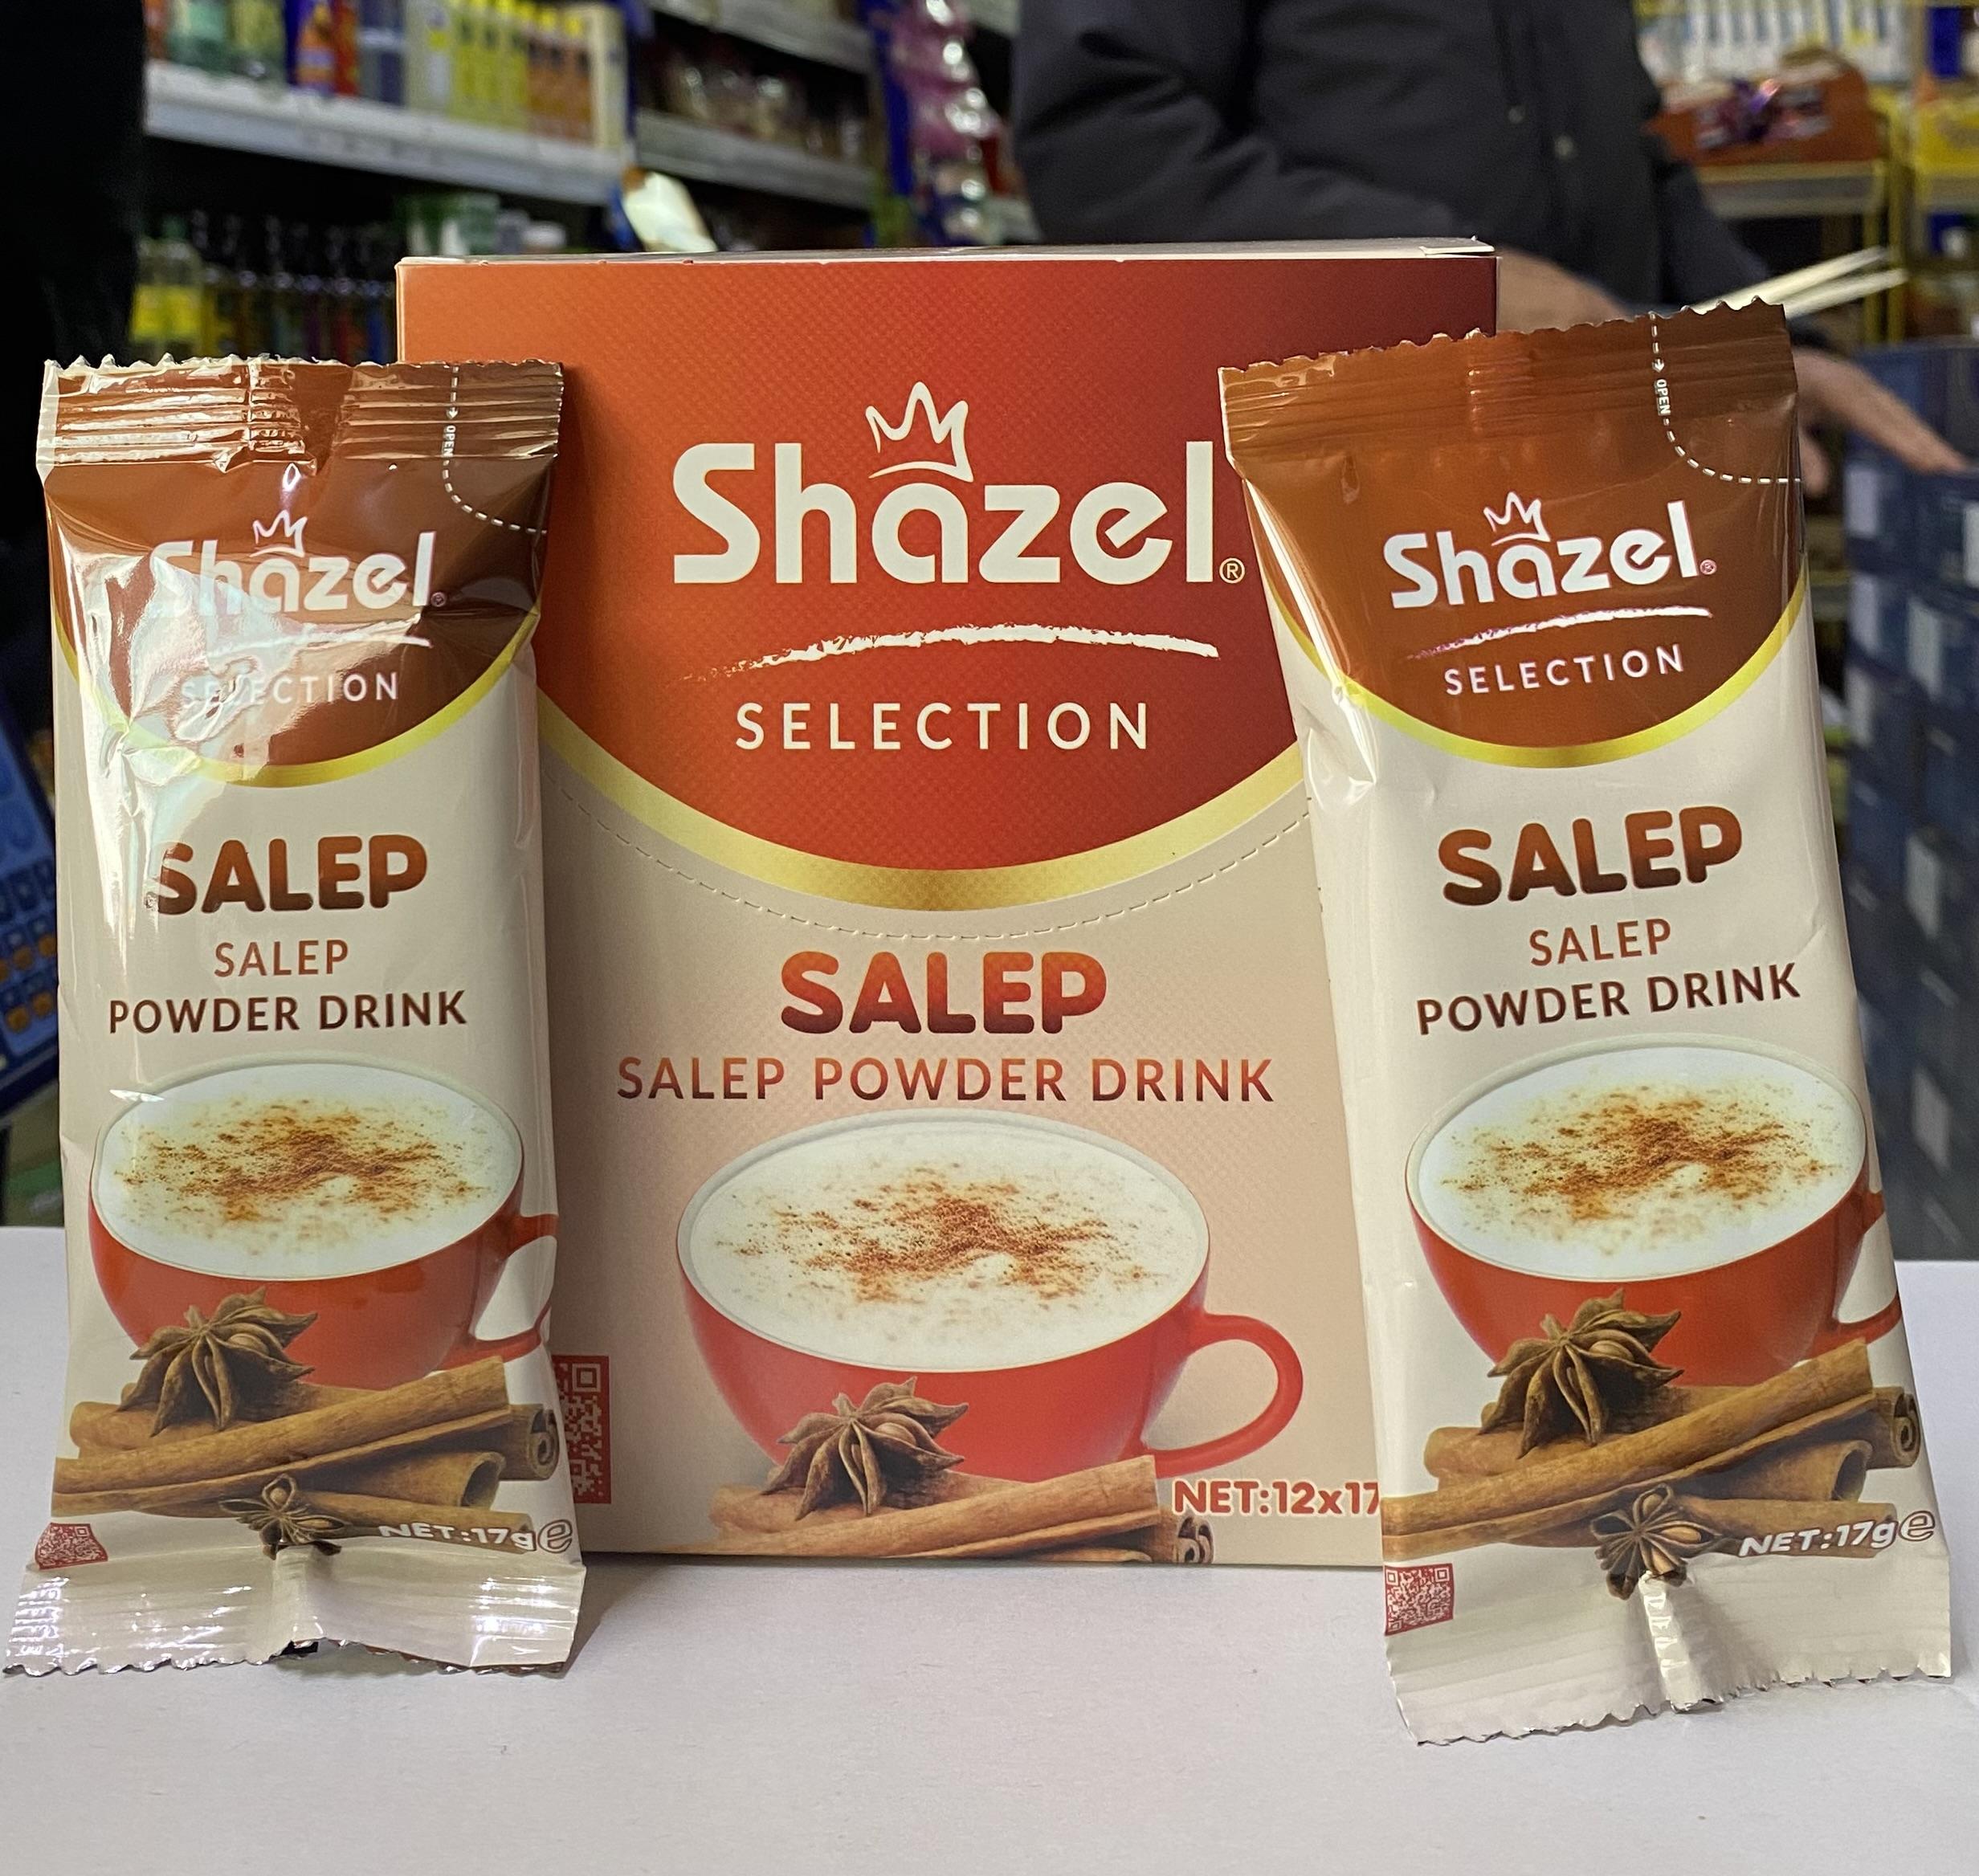 OPEN
Shazel®
SELECTION
SALEP
SALEP
POWDER DRINK
NET:17g e
Shazel®
SELECTION
SALEP
SALEP POWDER DRINK
NET:12x17
OPEN
Shazel®
SELECTION
SALEP
SALEP
POWDER DRINK
NET:17g e